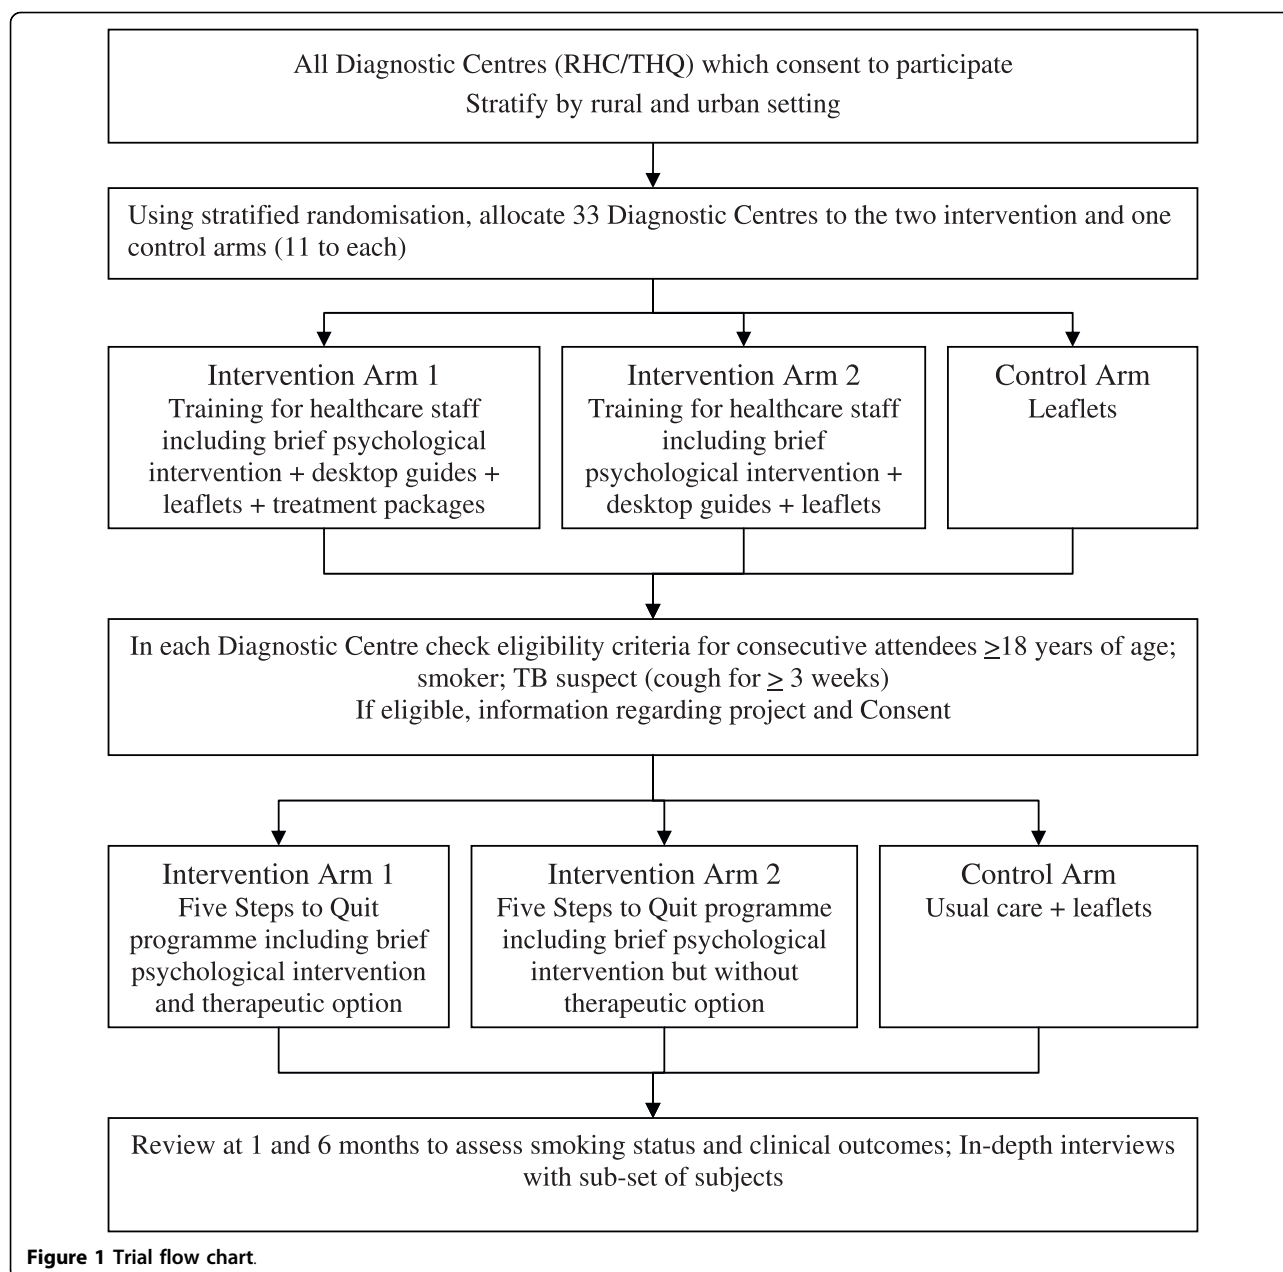 All Diagnostic Centres (RHC/THQ) which consent to participate
Stratify by rural and urban setting
Using stratified randomisation, allocate 33 Diagnostic Centres to the two intervention and one
control arms (11 to each)
Intervention Arm 1
Training for healthcare staff
including brief psychological
intervention + desktop guides +
leaflets + treatment packages
Intervention Arm 2
Training for healthcare staff
including brief
psychological intervention +
desktop guides + leaflets
Control Arm
Leaflets
In each Diagnostic Centre check eligibility criteria for consecutive attendees ≥18 years of age;
smoker; TB suspect (cough for ≥ 3 weeks)
If eligible, information regarding project and Consent
Intervention Arm 1
Five Steps to Quit
programme including brief
psychological intervention
and therapeutic option
Intervention Arm 2
Five Steps to Quit programme
including brief psychological
intervention but without
therapeutic option
Control Arm
Usual care + leaflets
Review at 1 and 6 months to assess smoking status and clinical outcomes; In-depth interviews
with sub-set of subjects
Figure 1 Trial flow chart.